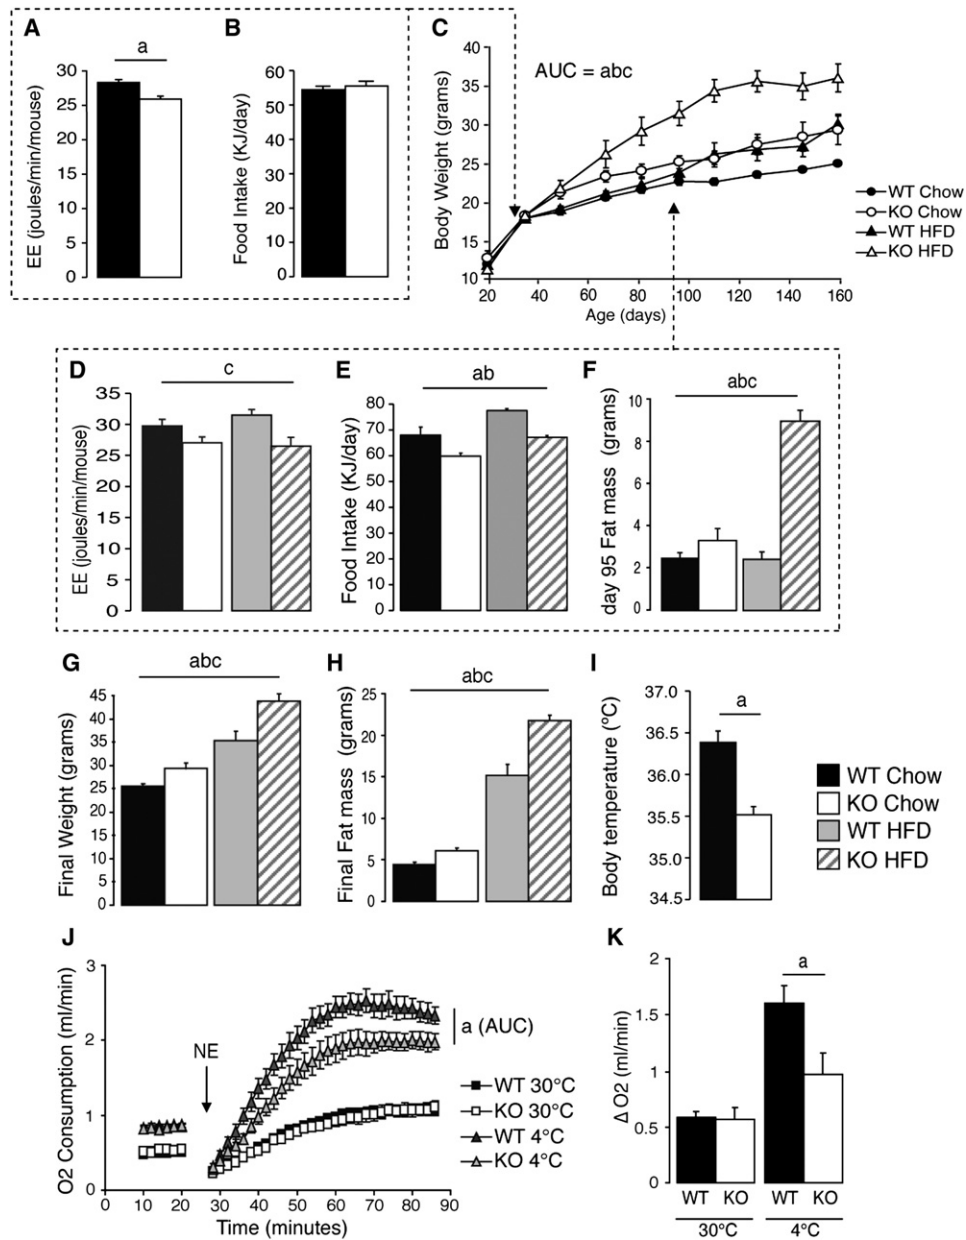 A
a
EE (joules/min/mouse)
30
25
20
15
10
5
0
B
Food Intake (KJ/day)
60
50
40
30
20
10
0
C
AUC = abc
Body Weight (grams)
40
35
30
25
20
15
10
20 40 60 80 100 120 140 160
Age (days)
WT Chow
KO Chow
WT HFD
KO HFD
D
c
EE (joules/min/mouse)
35
30
25
20
15
10
5
0
E
ab
Food Intake (KJ/day)
80
70
60
50
40
30
20
10
0
F
abc
day 95 Fat mass (grams)
10
8
6
4
2
0
G
abc
Final Weight (grams)
45
40
35
30
25
25
20
15
10
5
0
H
abc
Final Fat mass (grams)
25
20
15
10
5
0
I
a
Body temperature (°C)
37.0
36.5
36.0
35.5
35.0
34.5
WT Chow
KO Chow
WT HFD
KO HFD
J
O2 Consumption (ml/min)
3
2
1
0
NE
a (AUC)
0 10 20 30 40 50 60 70 80 90
Time (minutes)
WT 30°C
KO 30°C
WT 4°C
KO 4°C
K
a
Δ O2 (ml/min)
2
1.5
1
0.5
0
WT KO WT KO
30°C 4°C